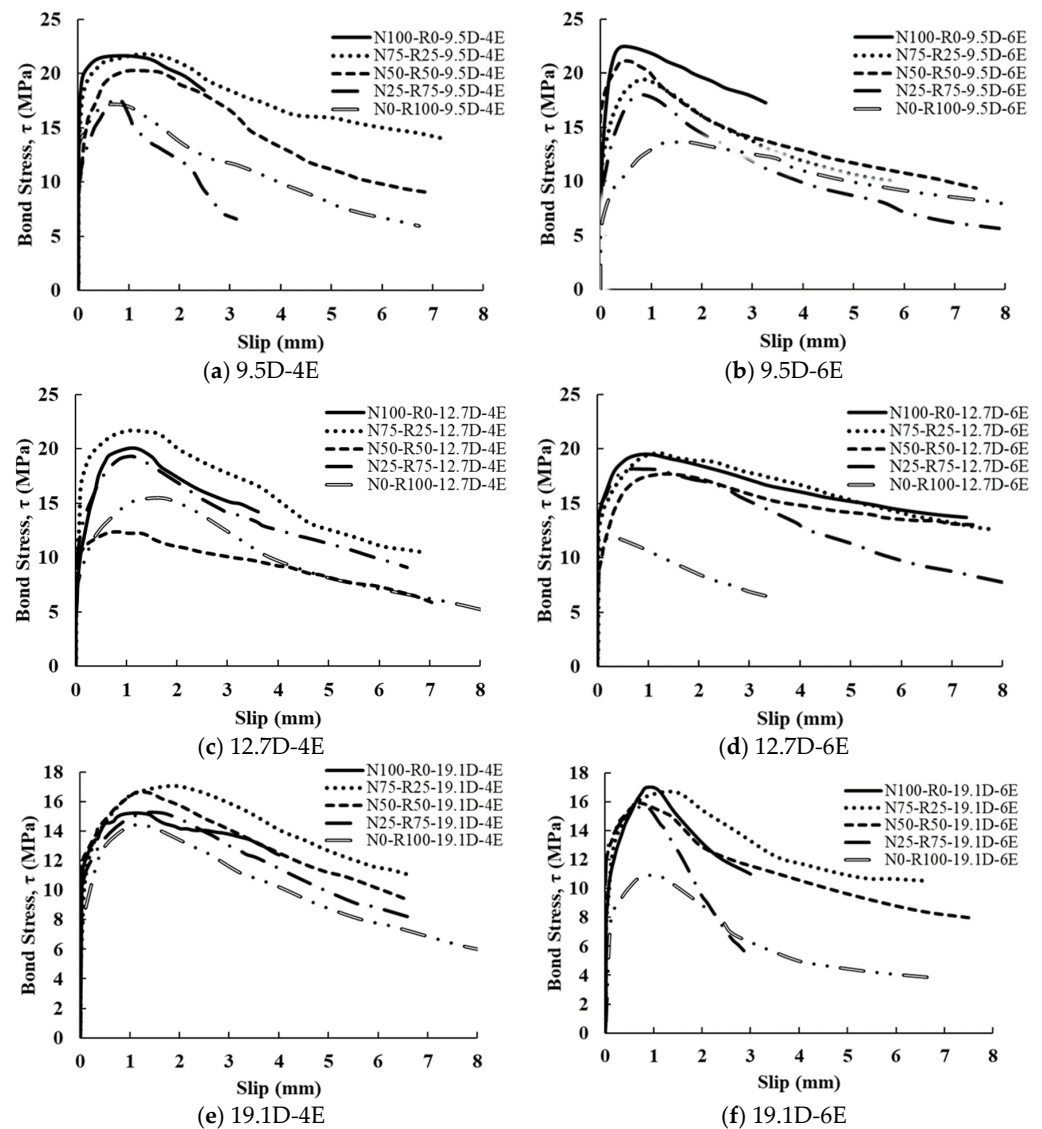 25
20
15
10
5
0
Bond Stress, τ (MPa)
N100-R0-9.5D-4E
N75-R25-9.5D-4E
N50-R50-9.5D-4E
N25-R75-9.5D-4E
N0-R100-9.5D-4E
0 1 2 3 4 5 6 7 8
Slip (mm)
(a) 9.5D-4E
25
20
15
10
5
0
Bond Stress, τ (MPa)
N100-R0-9.5D-6E
N75-R25-9.5D-6E
N50-R50-9.5D-6E
N25-R75-9.5D-6E
N0-R100-9.5D-6E
0 1 2 3 4 5 6 7 8
Slip (mm)
(b) 9.5D-6E
25
20
15
10
5
0
Bond Stress, τ (MPa)
N100-R0-12.7D-4E
N75-R25-12.7D-4E
N50-R50-12.7D-4E
N25-R75-12.7D-4E
N0-R100-12.7D-4E
0 1 2 3 4 5 6 7 8
Slip (mm)
(c) 12.7D-4E
25
20
15
10
5
0
Bond Stress, τ (MPa)
N100-R0-12.7D-6E
N75-R25-12.7D-6E
N50-R50-12.7D-6E
N25-R75-12.7D-6E
N0-R100-12.7D-6E
0 1 2 3 4 5 6 7 8
Slip (mm)
(d) 12.7D-6E
18
16
14
12
10
8
6
4
2
0
Bond Stress, τ (MPa)
N100-R0-19.1D-4E
N75-R25-19.1D-4E
N50-R50-19.1D-4E
N25-R75-19.1D-4E
N0-R100-19.1D-4E
0 1 2 3 4 5 6 7 8
Slip (mm)
(e) 19.1D-4E
18
16
14
12
10
8
6
4
2
0
Bond Stress, τ (MPa)
N100-R0-19.1D-6E
N75-R25-19.1D-6E
N50-R50-19.1D-6E
N25-R75-19.1D-6E
N0-R100-19.1D-6E
0 1 2 3 4 5 6 7 8
Slip (mm)
(f) 19.1D-6E